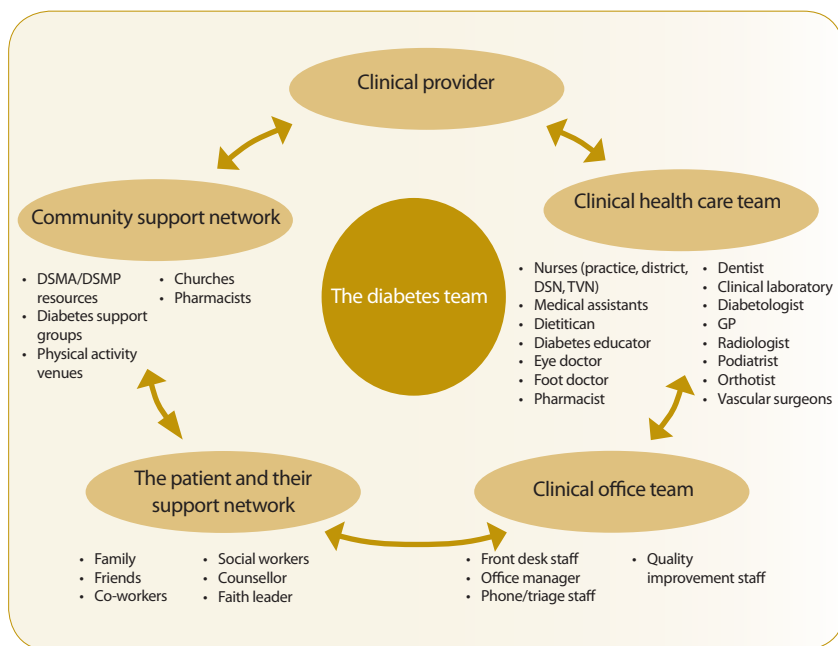 Clinical provider
Community support network
• DSMA/DSMP
resources
• Diabetes support
groups
• Physical activity
venues
• Churches
• Pharmacists
The diabetes team
Clinical health care team
• Nurses (practice, district,
DSN, TVN)
• Medical assistants
• Dietitican
• Diabetes educator
• Eye doctor
• Foot doctor
• Pharmacist
• Dentist
• Clinical laboratory
• Diabetologist
• GP
• Radiologist
• Podiatrist
• Orthotist
• Vascular surgeons
The patient and their
support network
• Family
• Friends
• Co-workers
• Social workers
• Counsellor
• Faith leader
Clinical office team
• Front desk staff
• Office manager
• Phone/triage staff
• Quality
improvement staff